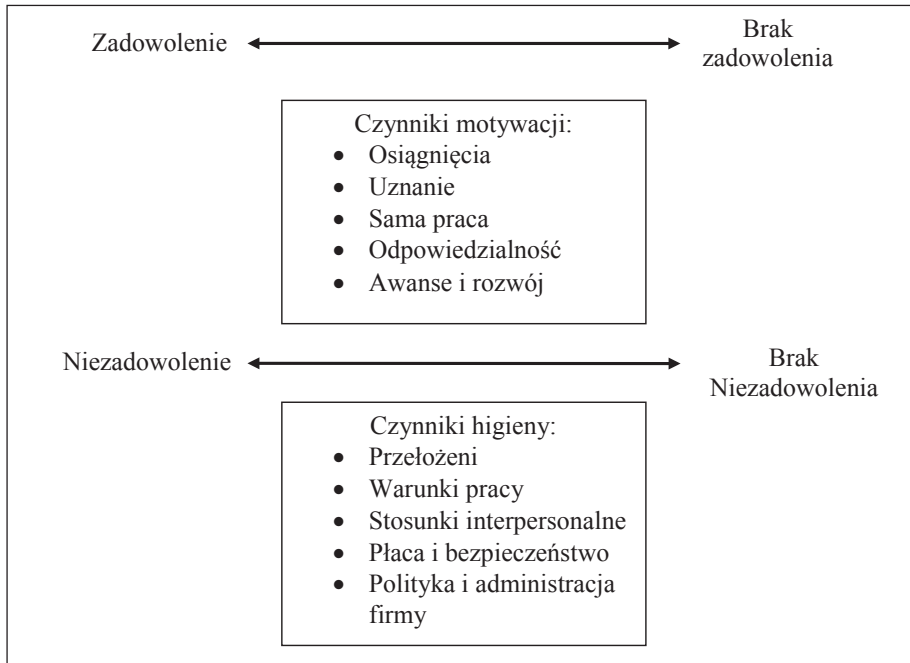 Zadowolenie
Brak
zadowolenia
Czynniki motywacji:
• Osiągnięcia
• Uznanie
• Sama praca
• Odpowiedzialność
• Awanse i rozwój
Niezadowolenie
Brak
Niezadowolenia
Czynniki higieny:
• Przełożeni
• Warunki pracy
• Stosunki interpersonalne
• Płaca i bezpieczeństwo
• Polityka i administracja
firmy